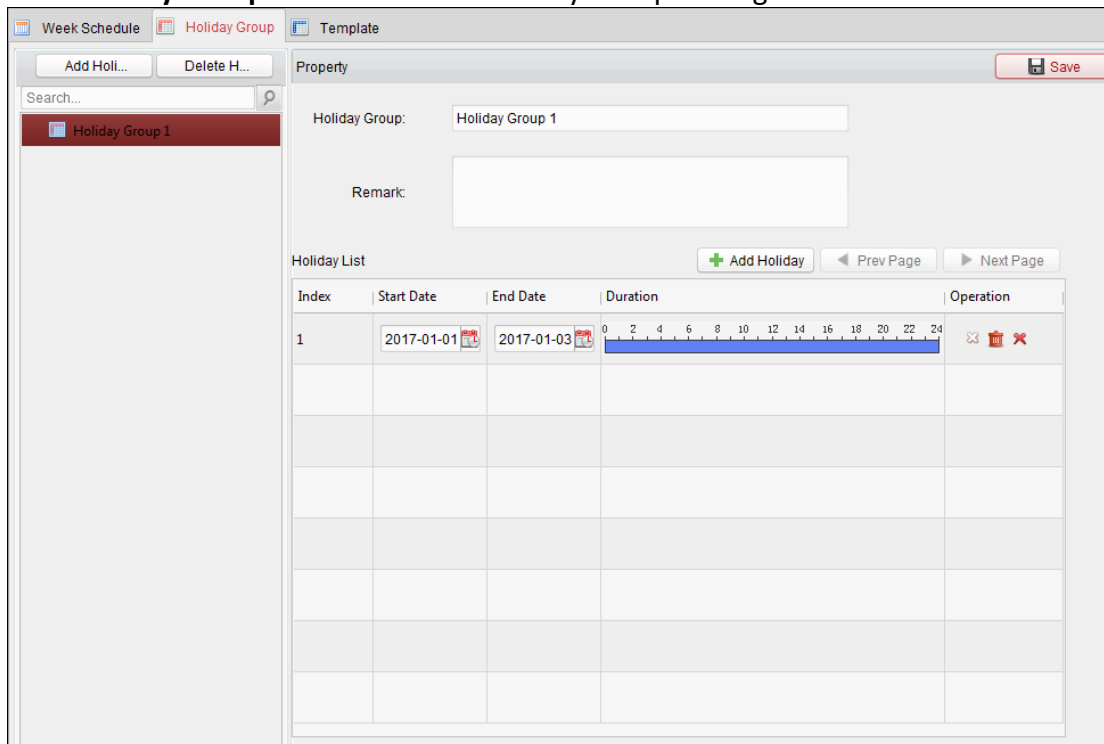 Week Schedule Holiday Group Template
Add Holi... Delete H... Property Save
Search...
Holiday Group 1
Holiday Group: Holiday Group 1
Remark:
Holiday List Add Holiday Prev Page Next Page
Index Start Date End Date Duration Operation
0 2 4 6 8 10 12 14 16 18 20 22 24
1 2017-01-01 2017-01-03